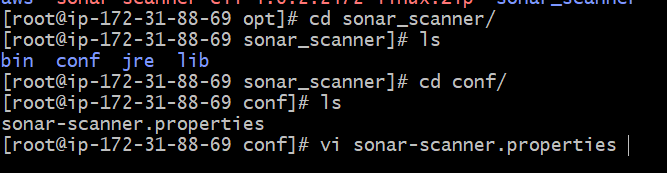 [root@ip-172-31-88-69 opt]# cd sonar_scanner/
[root@ip-172-31-88-69 sonar_scanner]# ls
bin  conf  jre  lib
[root@ip-172-31-88-69 sonar_scanner]# cd conf/
[root@ip-172-31-88-69 conf]# ls
sonar-scanner.properties
[root@ip-172-31-88-69 conf]# vi sonar-scanner.properties